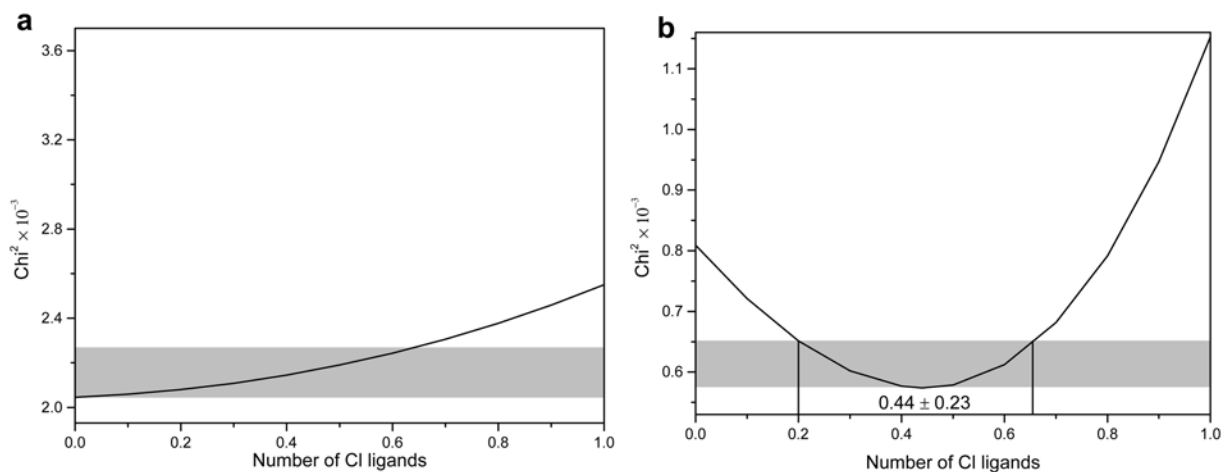 a
3.6
3.2
2.8
2.4
2.0
Chi² × 10⁻³
0.0 0.2 0.4 0.6 0.8 1.0
Number of Cl ligands
b
1.1
1.0
0.9
0.8
0.7
0.6
Chi² × 10⁻³
0.44 ± 0.23
0.0 0.2 0.4 0.6 0.8 1.0
Number of Cl ligands